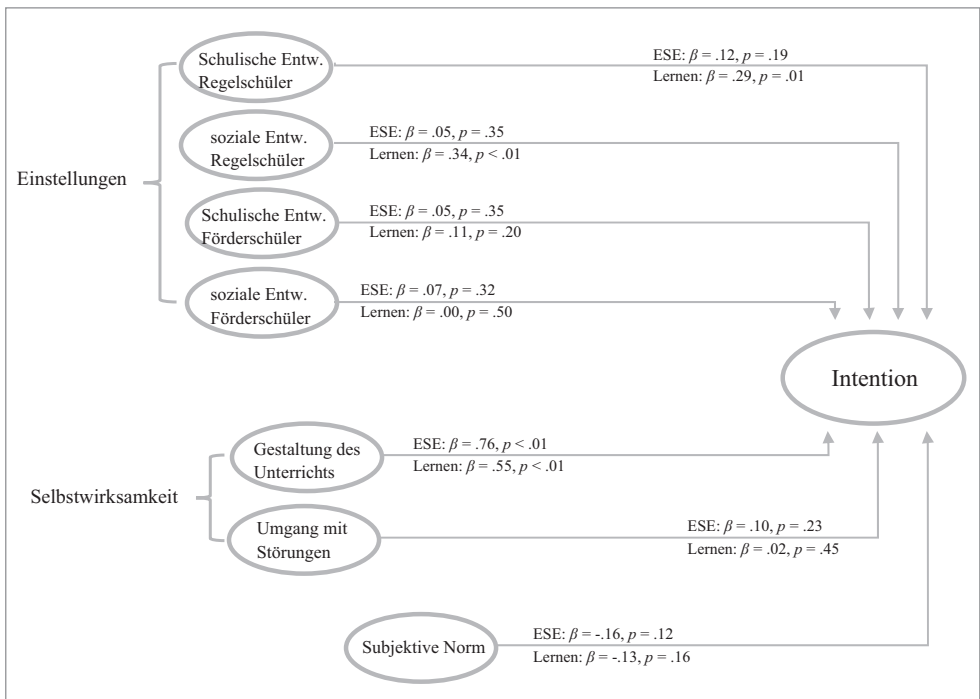 Schulische Entw.
Regelschüler
ESE: β = .12, p = .19
Lernen: β = .29, p = .01
soziale Entw.
Regelschüler
ESE: β = .05, p = .35
Lernen: β = .34, p < .01
Einstellungen
Schulische Entw.
Förderschüler
ESE: β = .05, p = .35
Lernen: β = .11, p = .20
soziale Entw.
Förderschüler
ESE: β = .07, p = .32
Lernen: β = .00, p = .50
Intention
Gestaltung des
Unterrichts
ESE: β = .76, p < .01
Lernen: β = .55, p < .01
Selbstwirksamkeit
Umgang mit
Störungen
ESE: β = .10, p = .23
Lernen: β = .02, p = .45
Subjektive Norm
ESE: β = -.16, p = .12
Lernen: β = -.13, p = .16